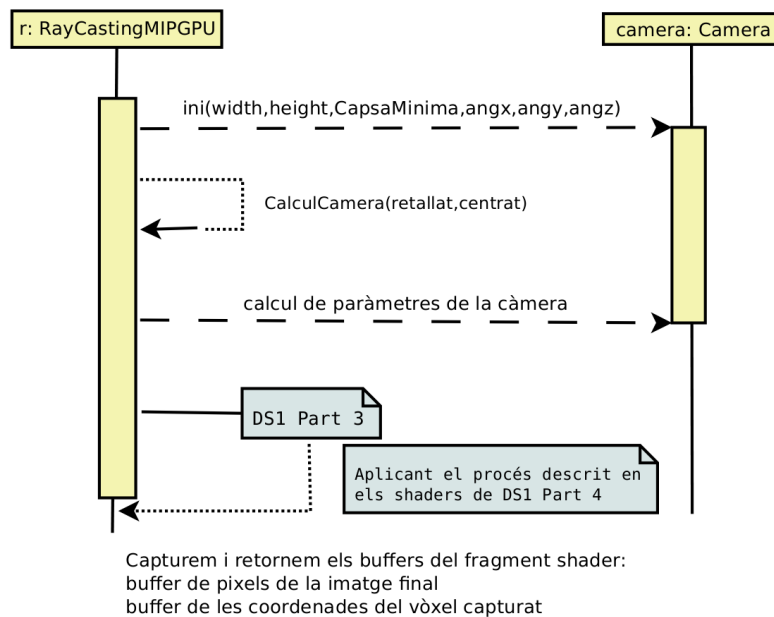 r: RayCastingMIPGPU
camera: Camera
ini(width,height,CapsaMinima,angx,angy,angz)
CalculCamera(retallat,centrat)
calcul de paràmetres de la càmera
DS1 Part 3
Aplicant el procés descrit en
els shaders de DS1 Part 4
Capturem i retornem els buffers del fragment shader:
buffer de pixels de la imatge final
buffer de les coordenades del vòxel capturat